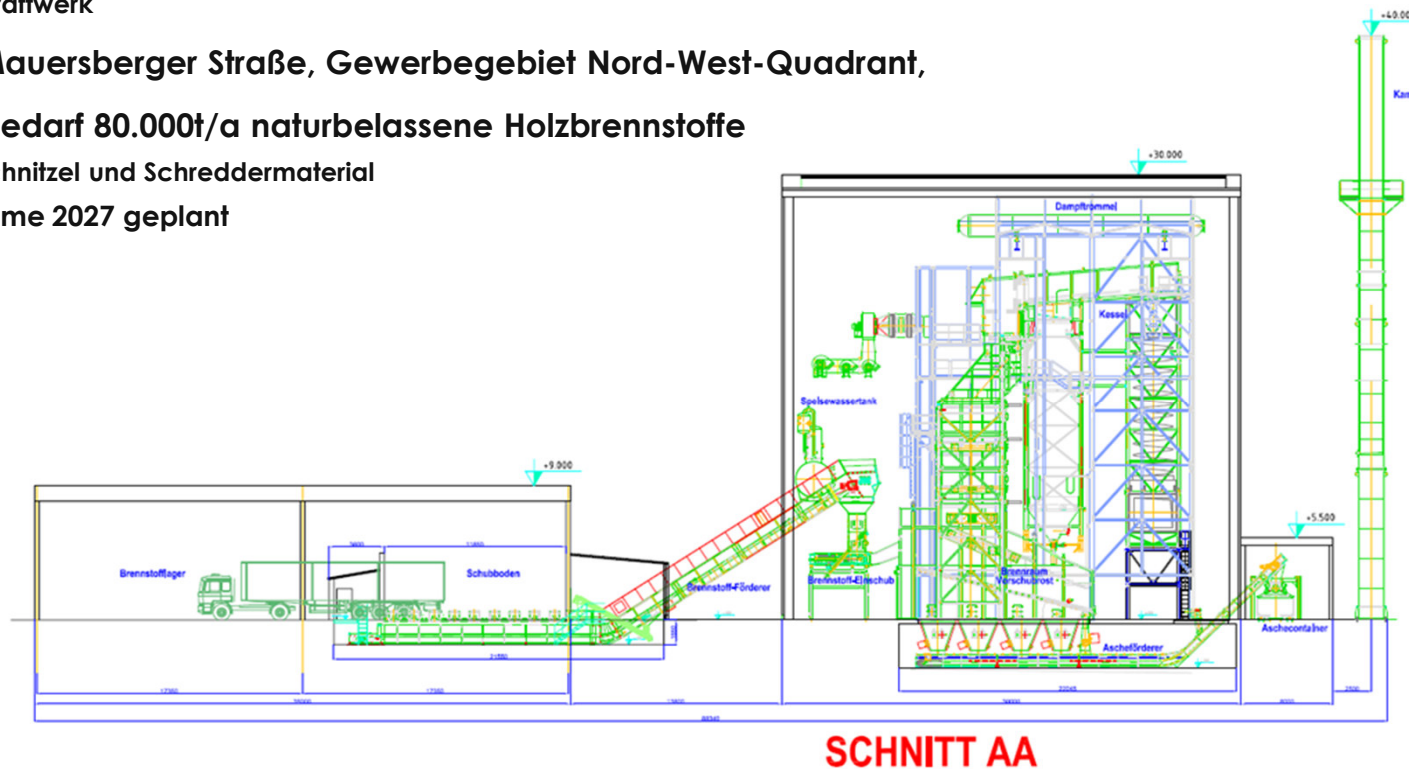 aftwerk
Mauersberger Straße, Gewerbegebiet Nord-West-Quadrant,
edarf 80.000t/a naturbelassene Holzbrennstoffe
hnitzel und Schreddermaterial
me 2027 geplant
+40.00
Kam
+30.000
Dampftrommel
Kessel
Speisewassertank
+9.000
+5.500
Brennstofflager
Schubboden
Brennstoff-Förderer
Brennstoff-Einschub
Brennraum
Vorschubrost
Aschecontainer
Ascheförderer
SCHNITT AA